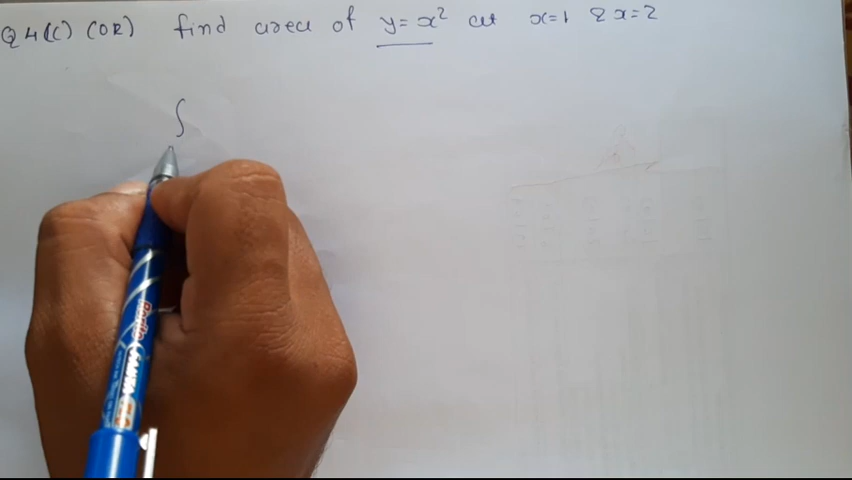 Q4(C) (OR) find area of y=x² at x=1 & x=2
∫